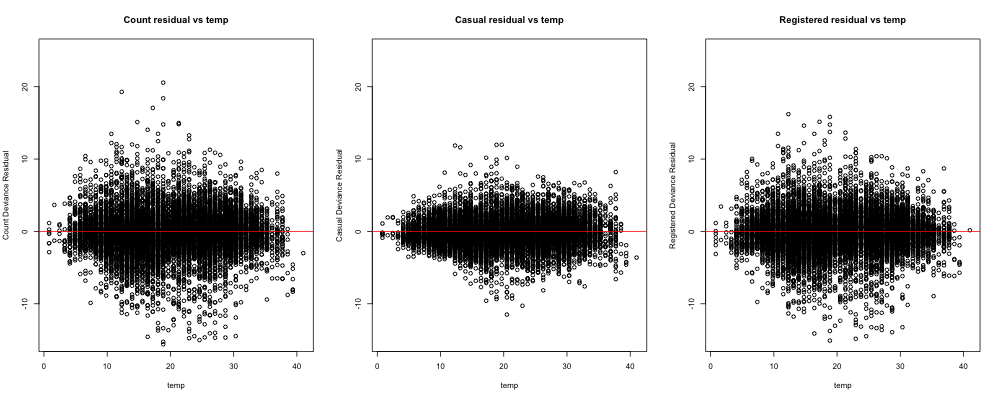 Count residual vs temp
Count Deviance Residual
20
10
0
-10
0 10 20 30 40
temp
Casual residual vs temp
Casual Deviance Residual
20
10
0
-10
0 10 20 30 40
temp
Registered residual vs temp
Registered Deviance Residual
20
10
0
-10
0 10 20 30 40
temp